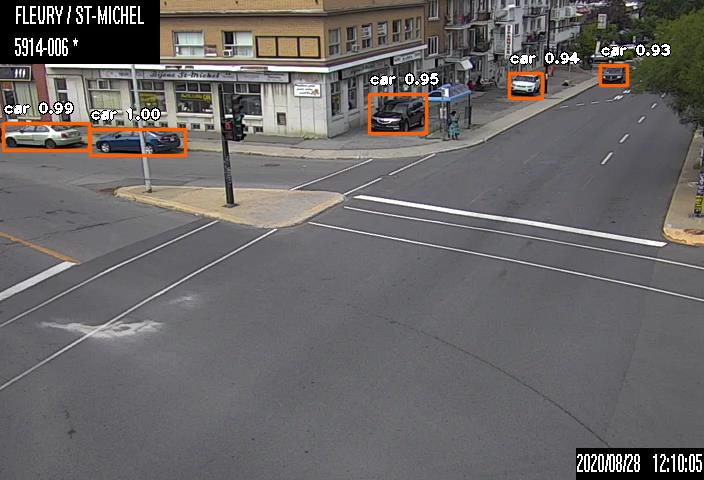 FLEURY / ST-MICHEL
5914-006 *
car 0.99
car 1.00
car 0.95
car 0.94
car 0.93
2020/08/28 12:10:05